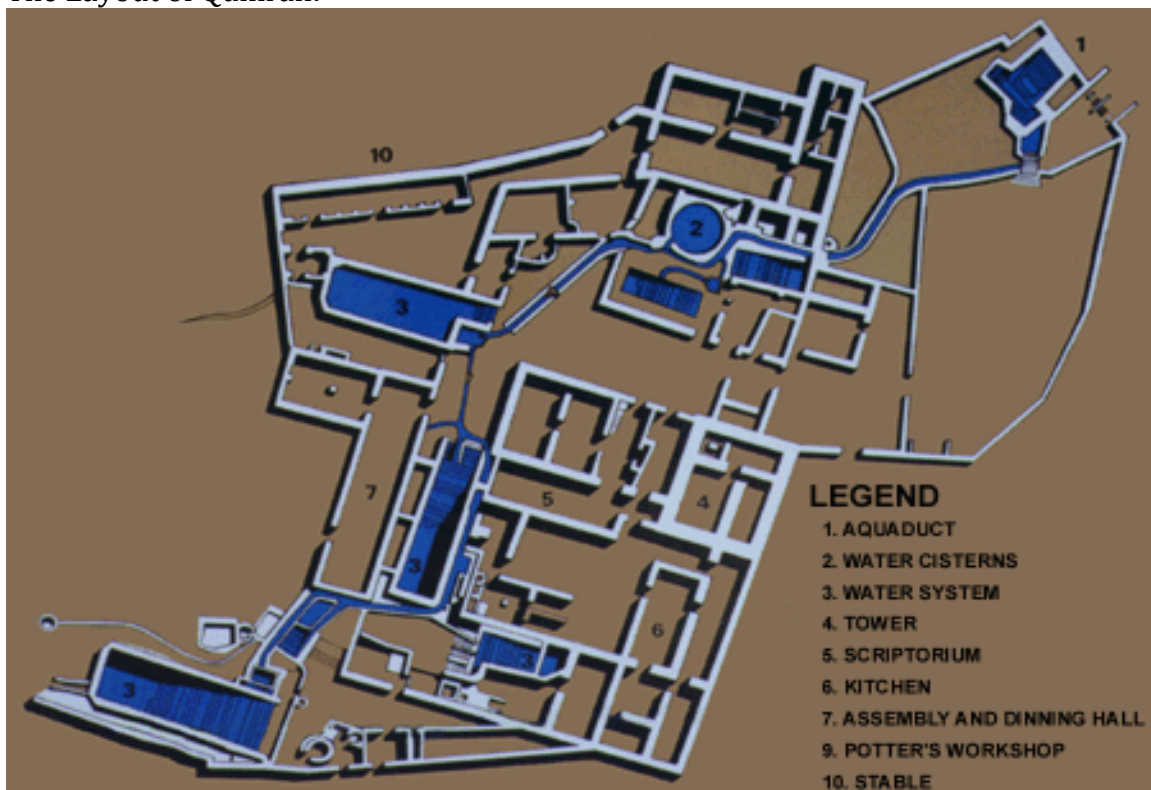 The Layout of Qumran.
1
10
2
3
7
5
4
3
6
3
3
LEGEND
1. AQUADUCT
2. WATER CISTERNS
3. WATER SYSTEM
4. TOWER
5. SCRIPTORIUM
6. KITCHEN
7. ASSEMBLY AND DINNING HALL
9. POTTER'S WORKSHOP
10. STABLE